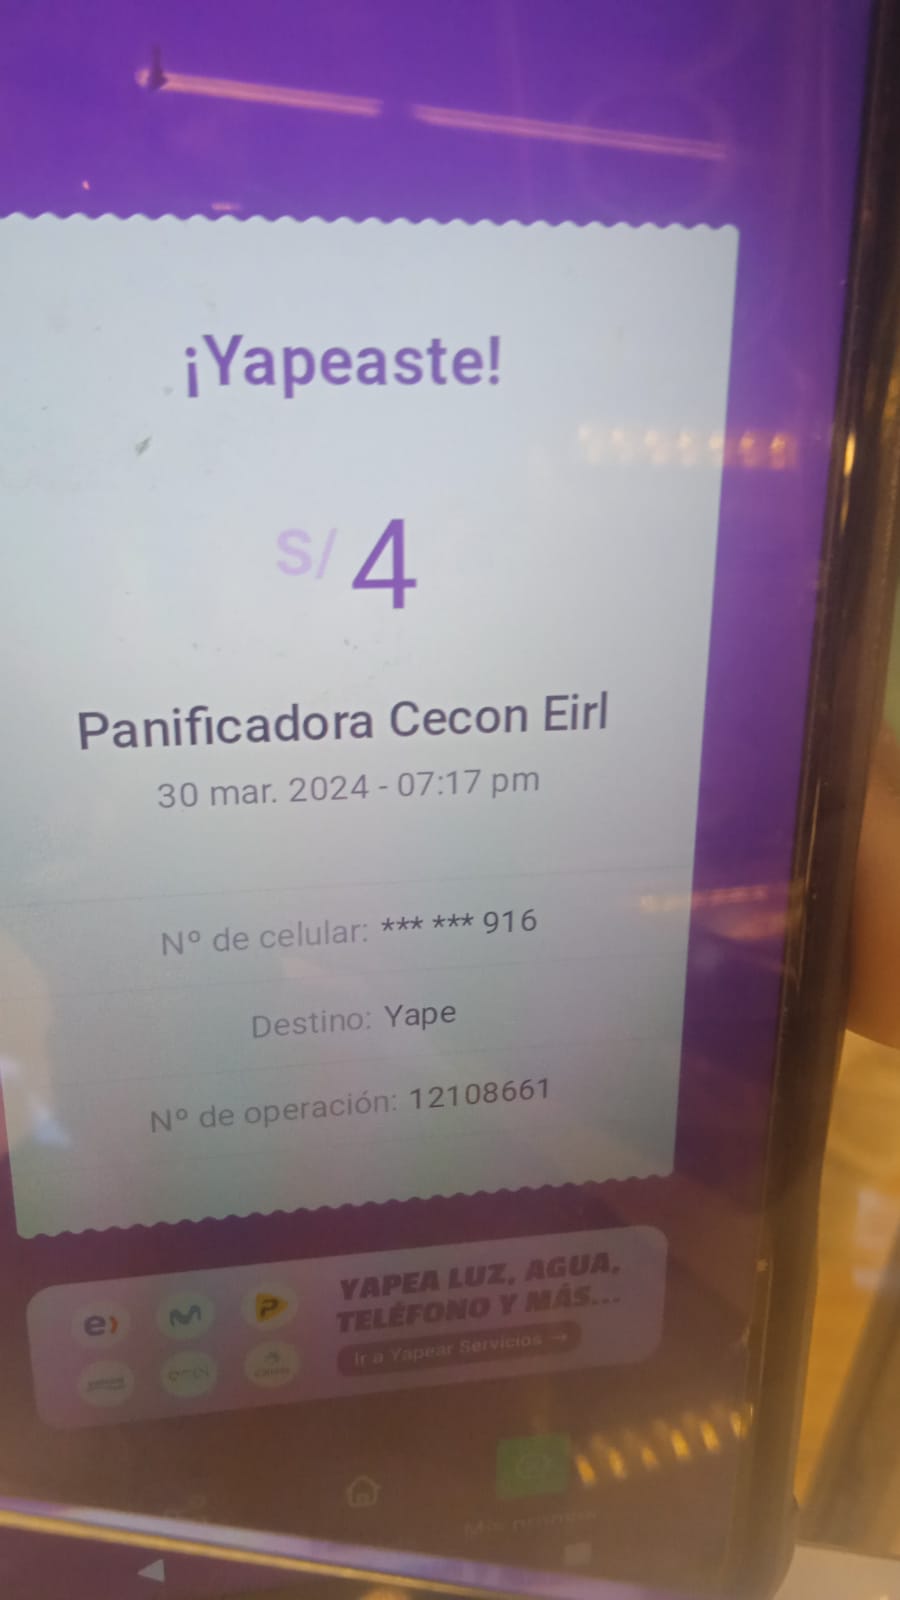 ¡Yapeaste!
S/ 4
Panificadora Cecon Eirl
30 mar. 2024 - 07:17 pm
Nº de celular: *** *** 916
Destino: Yape
Nº de operación: 12108661
YAPEA LUZ, AGUA,
TELÉFONO Y MÁS...
Ir a Yapear Servicios →